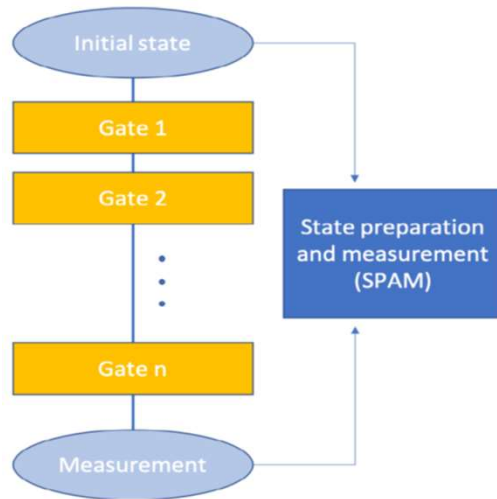 Initial state
Gate 1
Gate 2
State preparation
and measurement
(SPAM)
Gate n
Measurement